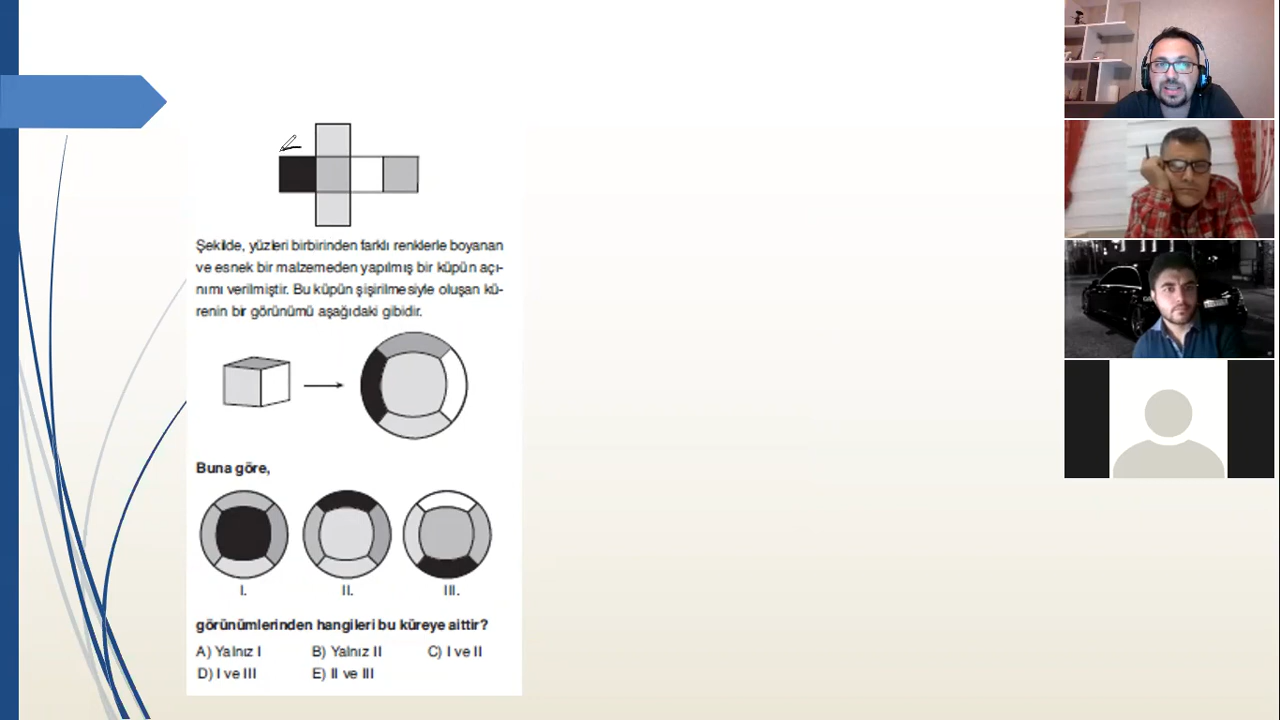 Şekilde, yüzleri birbirinden farklı renklerle boyanan
ve esnek bir malzemeden yapılmış bir küpün açı-
nımı verilmiştir. Bu küpün şişirilmesiyle oluşan kü-
renin bir görünümü aşağıdaki gibidir.
Buna göre,
I. II. III.
görünümlerinden hangileri bu küreye aittir?
A) Yalnız I B) Yalnız II C) I ve II
D) I ve III E) II ve III